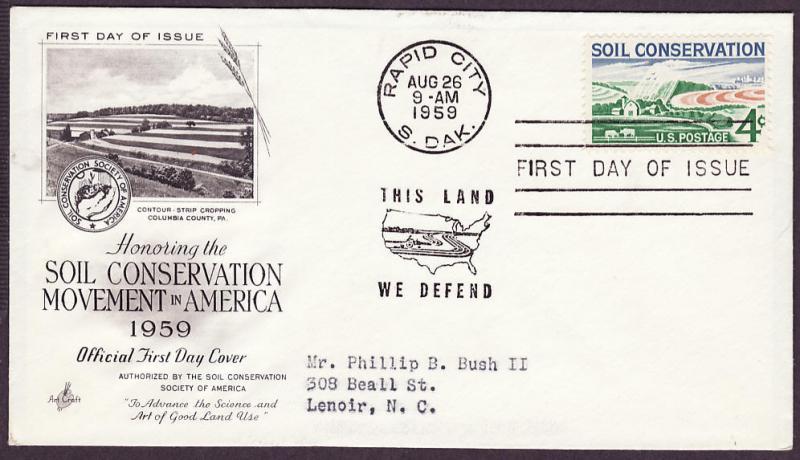 FIRST DAY OF ISSUE
SOIL CONSERVATION SOCIETY OF AMERICA
CONTOUR-STRIP CROPPING
COLUMBIA COUNTY, PA.
Honoring the
SOIL CONSERVATION
MOVEMENT IN AMERICA
1959
Official First Day Cover
AUTHORIZED BY THE SOIL CONSERVATION
SOCIETY OF AMERICA
"To Advance the Science and
Art of Good Land Use"
Art Craft
RAPID CITY
AUG 26
9-AM
1959
S. DAK.
THIS LAND
WE DEFEND
SOIL CONSERVATION
U.S. POSTAGE 4¢
FIRST DAY OF ISSUE
Mr. Phillip B. Bush II
308 Beall St.
Lenoir, N. C.